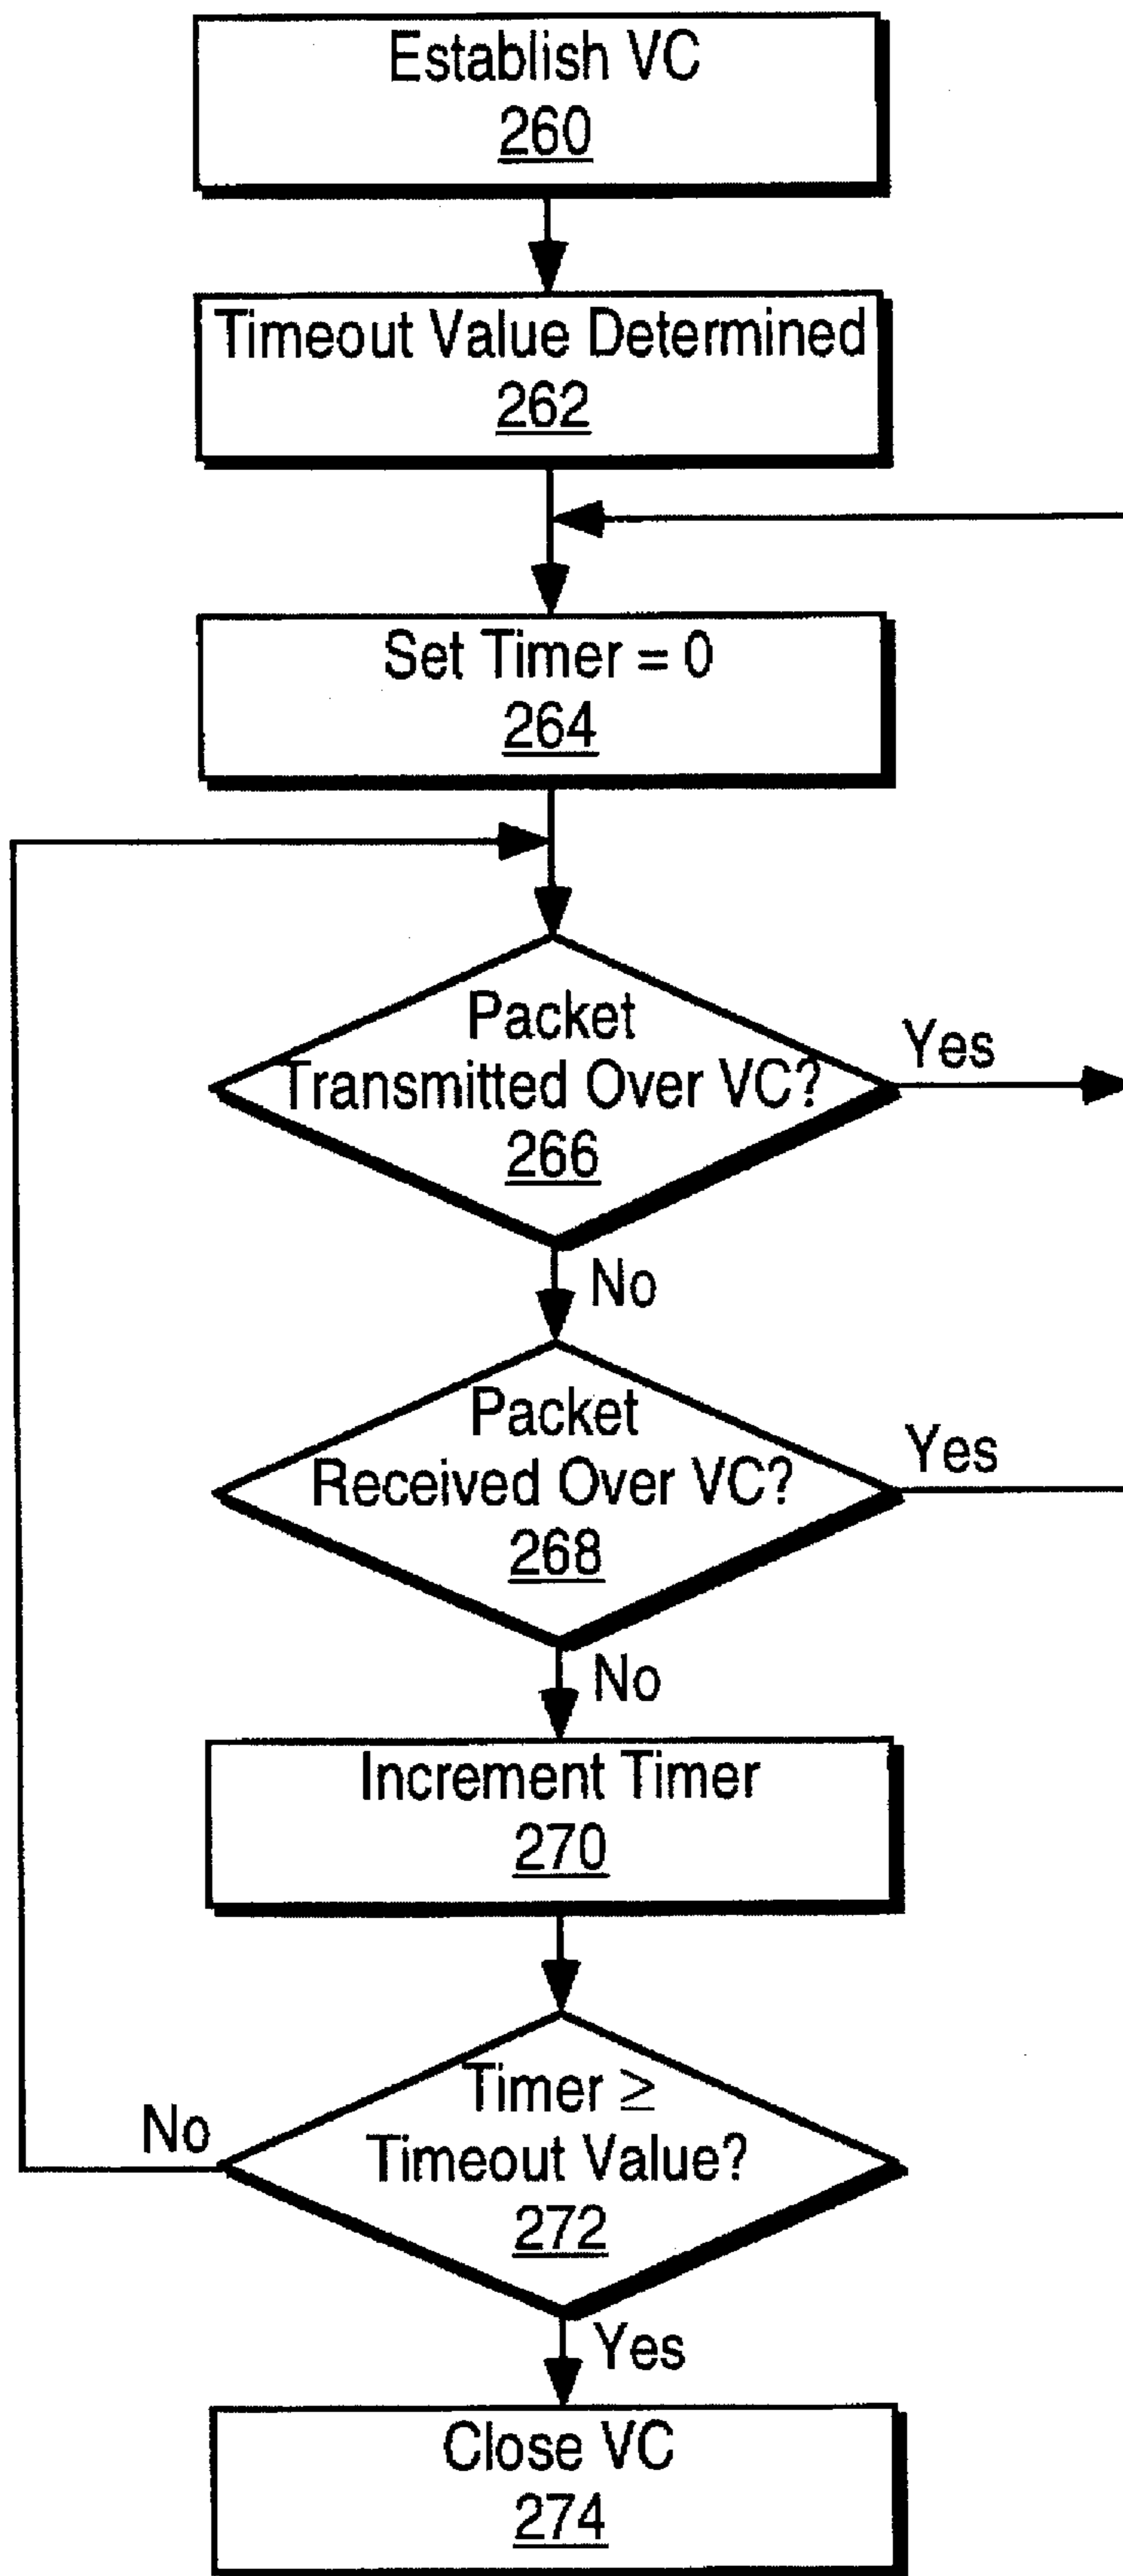 Establish VC
260
Timeout Value Determined
262
Set Timer = 0
264
Packet
Transmitted Over VC?
266
Yes
No
Packet
Received Over VC?
268
Yes
No
Increment Timer
270
Timer ≥
Timeout Value?
272
No
Yes
Close VC
274